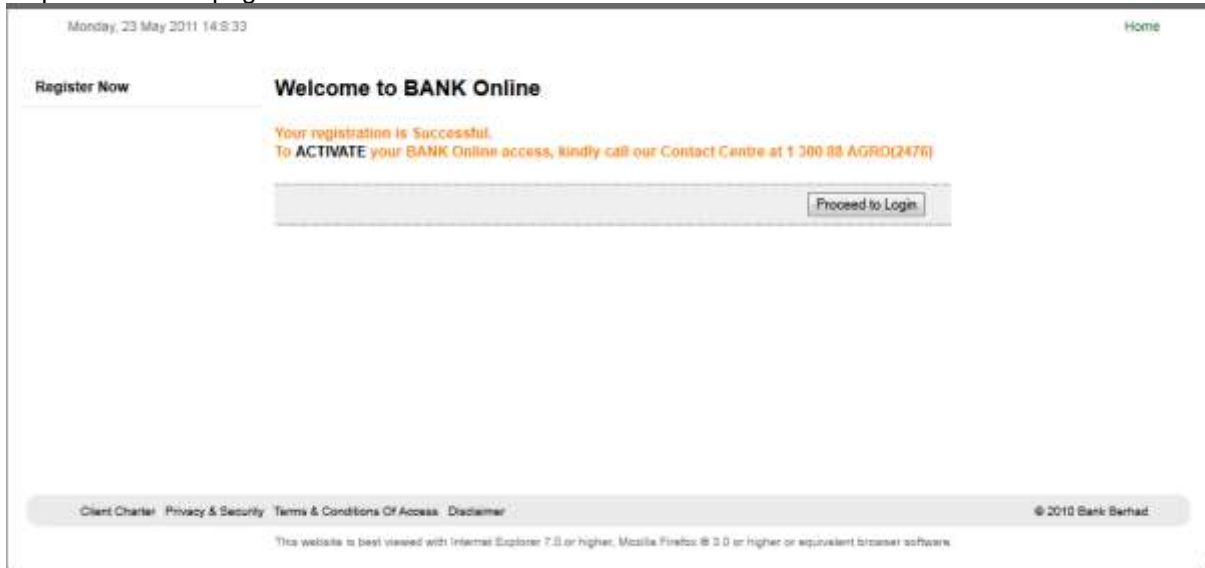 Monday, 23 May 2011 14:8:33
Home
Register Now
Welcome to BANK Online
Your registration is Successful.
To ACTIVATE your BANK Online access, kindly call our Contact Centre at 1 300 88 AGRO(2476)
Proceed to Login
Client Charter Privacy & Security Terms & Conditions Of Access Disclaimer
© 2010 Bank Berhad.
This website is best viewed with Internet Explorer 7.0 or higher, Mozilla Firefox ® 3.0 or higher or equivalent browser software.